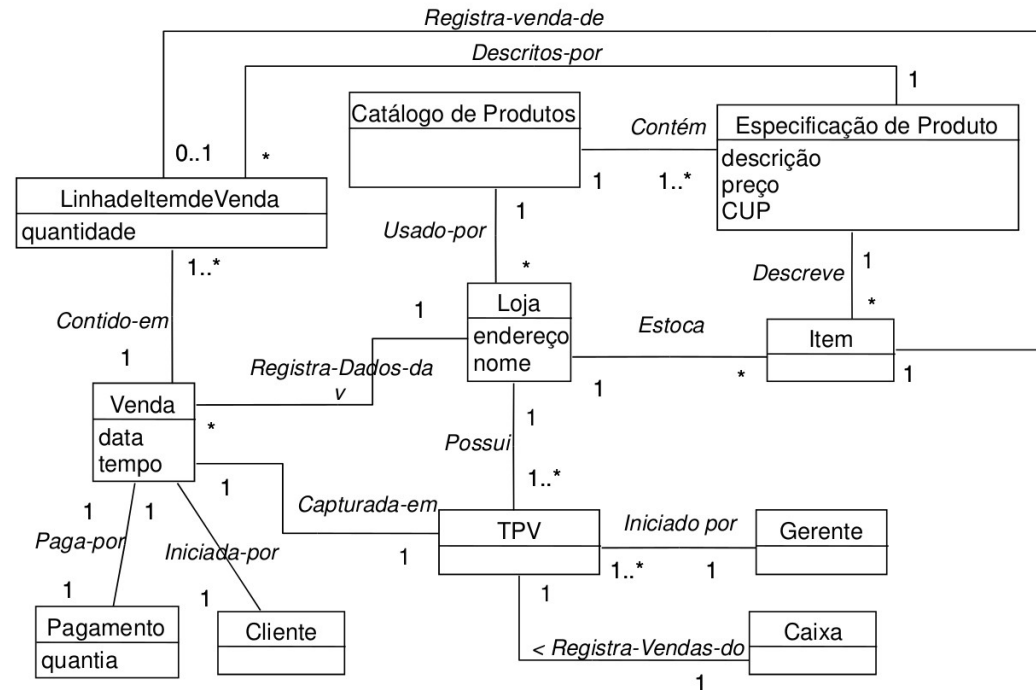 Registra-venda-de
Descritos-por
1
Catálogo de Produtos
Contém
Especificação de Produto
descrição
preço
CUP
0..1
*
1
1..*
LinhadeItemdeVenda
quantidade
1
Usado-por
1..*
*
1
Descreve
*
Contido-em
1
Loja
endereço
nome
Estoca
Item
1
Registra-Dados-da
v
1
*
1
Venda
data
tempo
*
1
Possui
1
1..*
1
1
Capturada-em
TPV
Iniciado por
Gerente
Paga-por
Iniciada-por
1
1..*
1
1
1
1
Pagamento
quantia
Cliente
Caixa
< Registra-Vendas-do
1